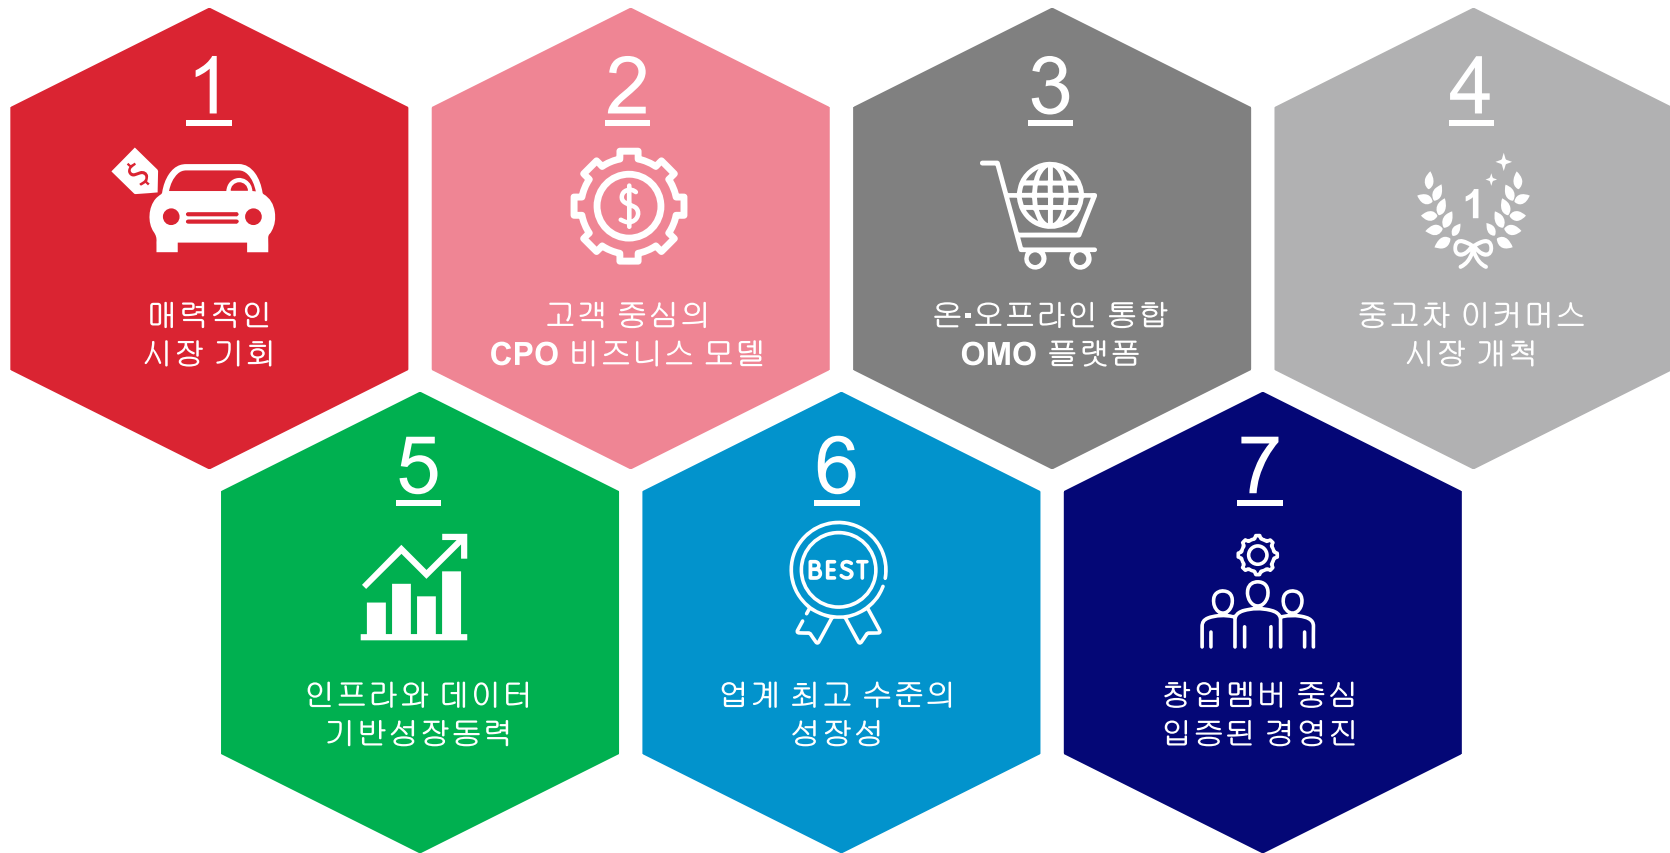 1
$
매력적인
시장 기회
2
$
고객 중심의
CPO 비즈니스 모델
3
온·오프라인 통합
OMO 플랫폼
4
1
중고차 이커머스
시장 개척
5
인프라와 데이터
기반성장동력
6
BEST
업계 최고 수준의
성장성
7
창업멤버 중심
입증된 경영진